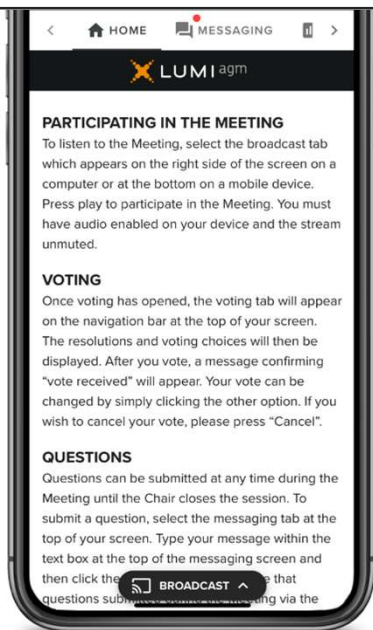 HOME MESSAGING
LUMI agm
PARTICIPATING IN THE MEETING
To listen to the Meeting, select the broadcast tab
which appears on the right side of the screen on a
computer or at the bottom on a mobile device.
Press play to participate in the Meeting. You must
have audio enabled on your device and the stream
unmuted.
VOTING
Once voting has opened, the voting tab will appear
on the navigation bar at the top of your screen.
The resolutions and voting choices will then be
displayed. After you vote, a message confirming
"vote received" will appear. Your vote can be
changed by simply clicking the other option. If you
wish to cancel your vote, please press "Cancel".
QUESTIONS
Questions can be submitted at any time during the
Meeting until the Chair closes the session. To
submit a question, select the messaging tab at the
top of your screen. Type your message within the
text box at the top of the messaging screen and
then click the that
BROADCAST
questions meeting via the